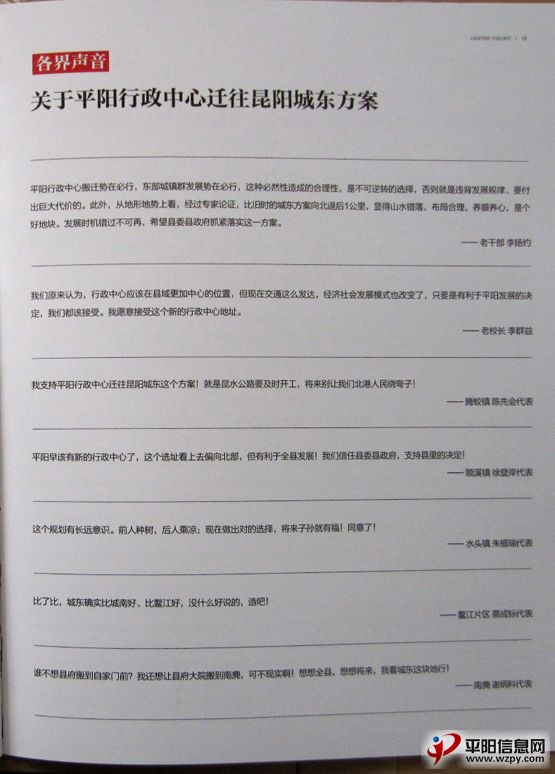 CENTER THEORY / 18
各界声音
关于平阳行政中心迁往昆阳城东方案
平阳行政中心搬迁势在必行，东部城镇群发展势在必行，这种必然性造成的合理性，是不可逆转的选择，否则就是违背发展规律，要付
出巨大代价的。此外，从地形地势上看，经过专家论证，比旧时的城东方案向北退后1公里，显得山水错落，布局合理，养眼养心，是个
好地块。发展时机错过不可再，希望县委县政府抓紧落实这一方案。
—— 老干部 李扬约
我们原来认为，行政中心应该在县域更加中心的位置，但现在交通这么发达，经济社会发展模式也改变了，只要是有利于平阳发展的决
定，我们都该接受。我愿意接受这个新的行政中心地址。
—— 老校长 李群益
我支持平阳行政中心迁往昆阳城东这个方案！就是昆水公路要及时开工，将来别让我们北港人民绕弯子！
—— 腾蛟镇 陈先会代表
平阳早该有新的行政中心了，这个选址看上去偏向北部，但有利于全县发展！我们信任县委县政府，支持县里的决定！
—— 顺溪镇 徐登岸代表
这个规划有长远意识。前人种树，后人乘凉；现在做出对的选择，将来子孙就有福！同意了！
—— 水头镇 朱植瑞代表
比了比，城东确实比城南好、比鳌江好，没什么好说的，造吧！
—— 鳌江片区 蔡成标代表
谁不想县府搬到自家门前？我还想让县府大院搬到南麂，可不现实啊！想想全县，想想将来，我看城东这块地行！
—— 南麂 谢炳科代表
平阳信息网
www.wzpy.com